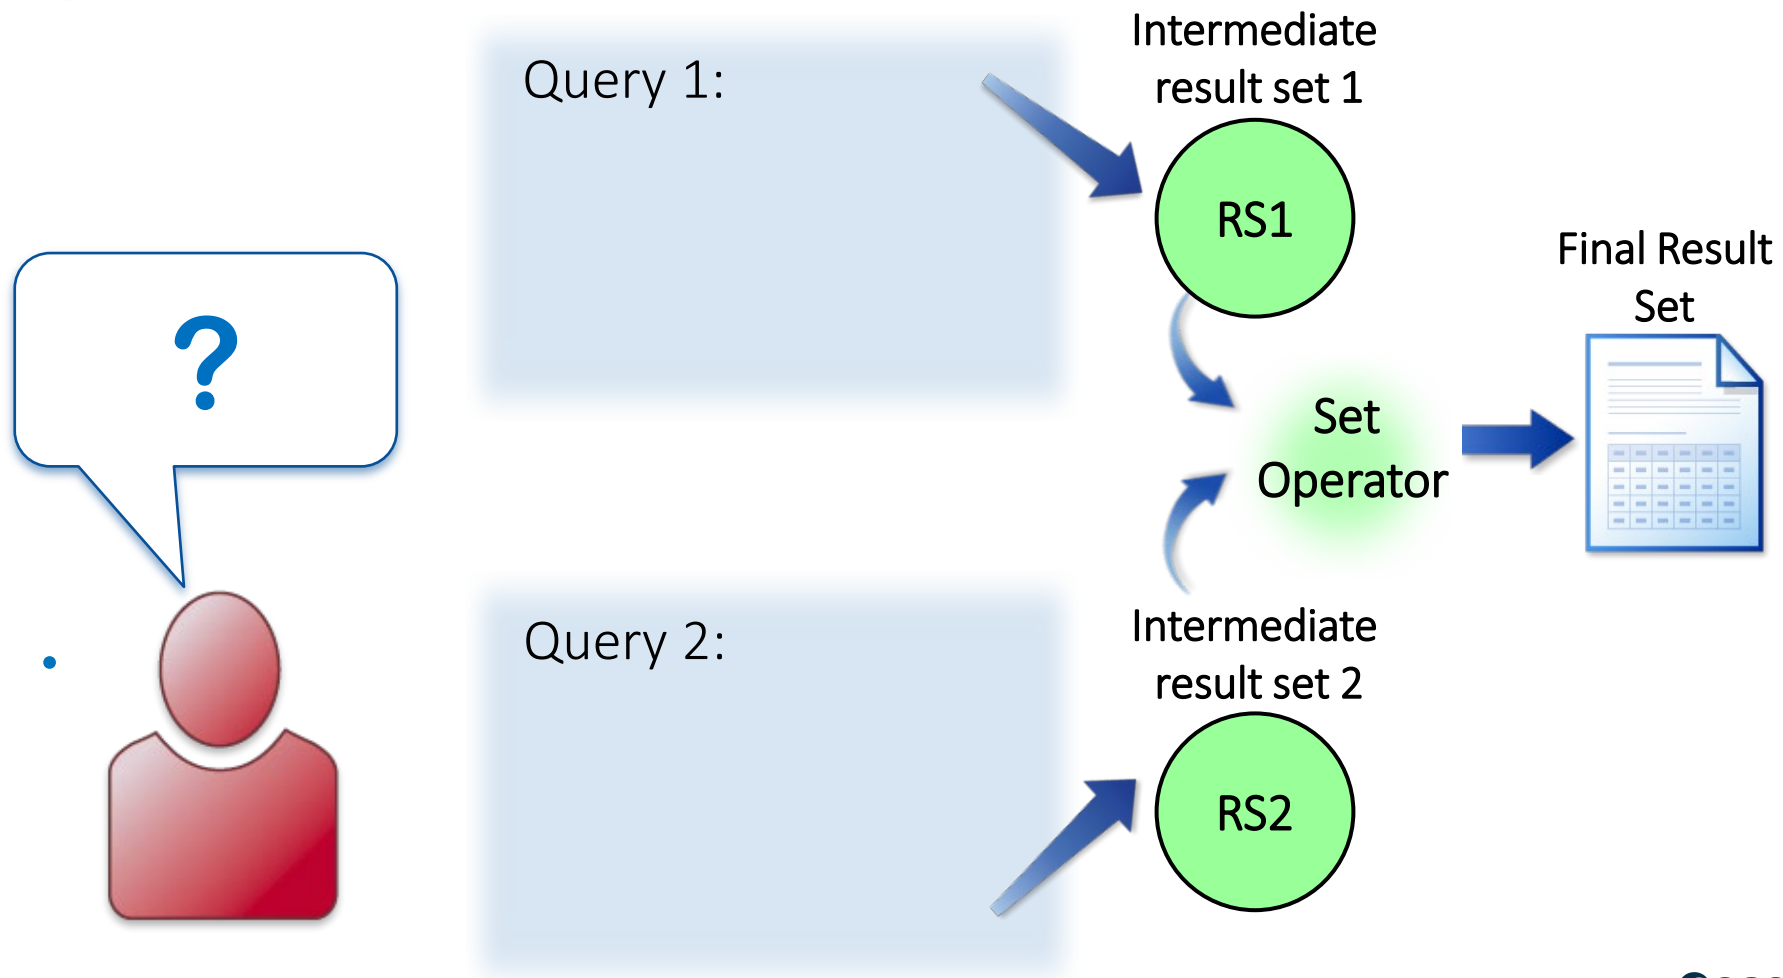 Query 1:
Intermediate
result set 1
RS1
?
Final Result
Set
Set
Operator
Query 2:
Intermediate
result set 2
RS2